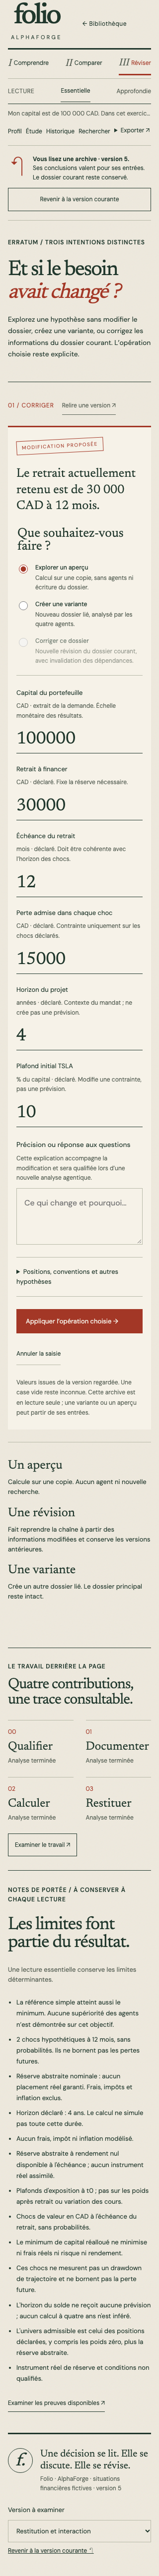 folio
ALPHAFORGE
← Bibliothèque
I Comprendre
II Comparer
III Réviser
LECTURE
Essentielle
Approfondie
Mon capital est de 100 000 CAD. Dans cet exercic...
Profil Étude Historique Rechercher ▶ Exporter ↗
Vous lisez une archive · version 5.
Ses conclusions valent pour ses entrées.
Le dossier courant reste conservé.
Revenir à la version courante
ERRATUM / TROIS INTENTIONS DISTINCTES
Et si le besoin
avait changé ?
Explorez une hypothèse sans modifier le
dossier, créez une variante, ou corrigez les
informations du dossier courant. L'opération
choisie reste explicite.
01 / CORRIGER
Relire une version ↗
MODIFICATION PROPOSÉE
Le retrait actuellement
retenu est de 30 000
CAD à 12 mois.
Que souhaitez-vous
faire ?
Explorer un aperçu
Calcul sur une copie, sans agents ni
écriture du dossier.
Créer une variante
Nouveau dossier lié, analysé par les
quatre agents.
Corriger ce dossier
Nouvelle révision du dossier courant,
avec invalidation des dépendances.
Capital du portefeuille
CAD · extrait de la demande. Échelle
monétaire des résultats.
100000
Retrait à financer
CAD · déclaré. Fixe la réserve nécessaire.
30000
Échéance du retrait
mois · déclaré. Doit être cohérente avec
l'horizon des chocs.
12
Perte admise dans chaque choc
CAD · déclaré. Contrainte uniquement sur les
chocs déclarés.
15000
Horizon du projet
années · déclaré. Contexte du mandat ; ne
crée pas une prévision.
4
Plafond initial TSLA
% du capital · déclaré. Modifie une contrainte,
pas une prévision.
10
Précision ou réponse aux questions
Cette explication accompagne la
modification et sera qualifiée lors d'une
nouvelle analyse agentique.
Ce qui change et pourquoi...
▶ Positions, conventions et autres
hypothèses
Appliquer l'opération choisie →
Annuler la saisie
Valeurs issues de la version regardée. Une
case vide reste inconnue. Cette archive est
en lecture seule ; une variante ou un aperçu
peut partir de ses entrées.
Un aperçu
Calcule sur une copie. Aucun agent ni nouvelle
recherche.
Une révision
Fait reprendre la chaîne à partir des
informations modifiées et conserve les versions
antérieures.
Une variante
Crée un autre dossier lié. Le dossier principal
reste intact.
LE TRAVAIL DERRIÈRE LA PAGE
Quatre contributions,
une trace consultable.
00
Qualifier
Analyse terminée
01
Documenter
Analyse terminée
02
Calculer
Analyse terminée
03
Restituer
Analyse terminée
Examiner le travail ↗
NOTES DE PORTÉE / À CONSERVER À
CHAQUE LECTURE
Les limites font
partie du résultat.
Une lecture essentielle conserve les limites
déterminantes.
• La référence simple atteint aussi le
minimum. Aucune supériorité des agents
n'est démontrée sur cet objectif.
• 2 chocs hypothétiques à 12 mois, sans
probabilités. Ils ne bornent pas les pertes
futures.
• Réserve abstraite nominale : aucun
placement réel garanti. Frais, impôts et
inflation exclus.
• Horizon déclaré : 4 ans. Le calcul ne simule
pas toute cette durée.
• Aucun frais, impôt ni inflation modélisé.
• Réserve abstraite à rendement nul
disponible à l'échéance ; aucun instrument
réel assimilé.
• Plafonds d'exposition à t0 ; pas sur les poids
après retrait ou variation des cours.
• Chocs de valeur en CAD à l'échéance du
retrait, sans probabilités.
• Le minimum de capital réalloué ne minimise
ni frais réels ni risque ni rendement.
• Ces chocs ne mesurent pas un drawdown
de trajectoire et ne bornent pas la perte
future.
• L'horizon du solde ne reçoit aucune prévision
; aucun calcul à quatre ans n'est inféré.
• L'univers admissible est celui des positions
déclarées, y compris les poids zéro, plus la
réserve abstraite.
• Instrument réel de réserve et conditions non
qualifiés.
Examiner les preuves disponibles ↗
f.
Une décision se lit. Elle se
discute. Elle se révise.
Folio · AlphaForge · situations
financières fictives · version 5
Version à examiner
Restitution et interaction
Revenir à la version courante